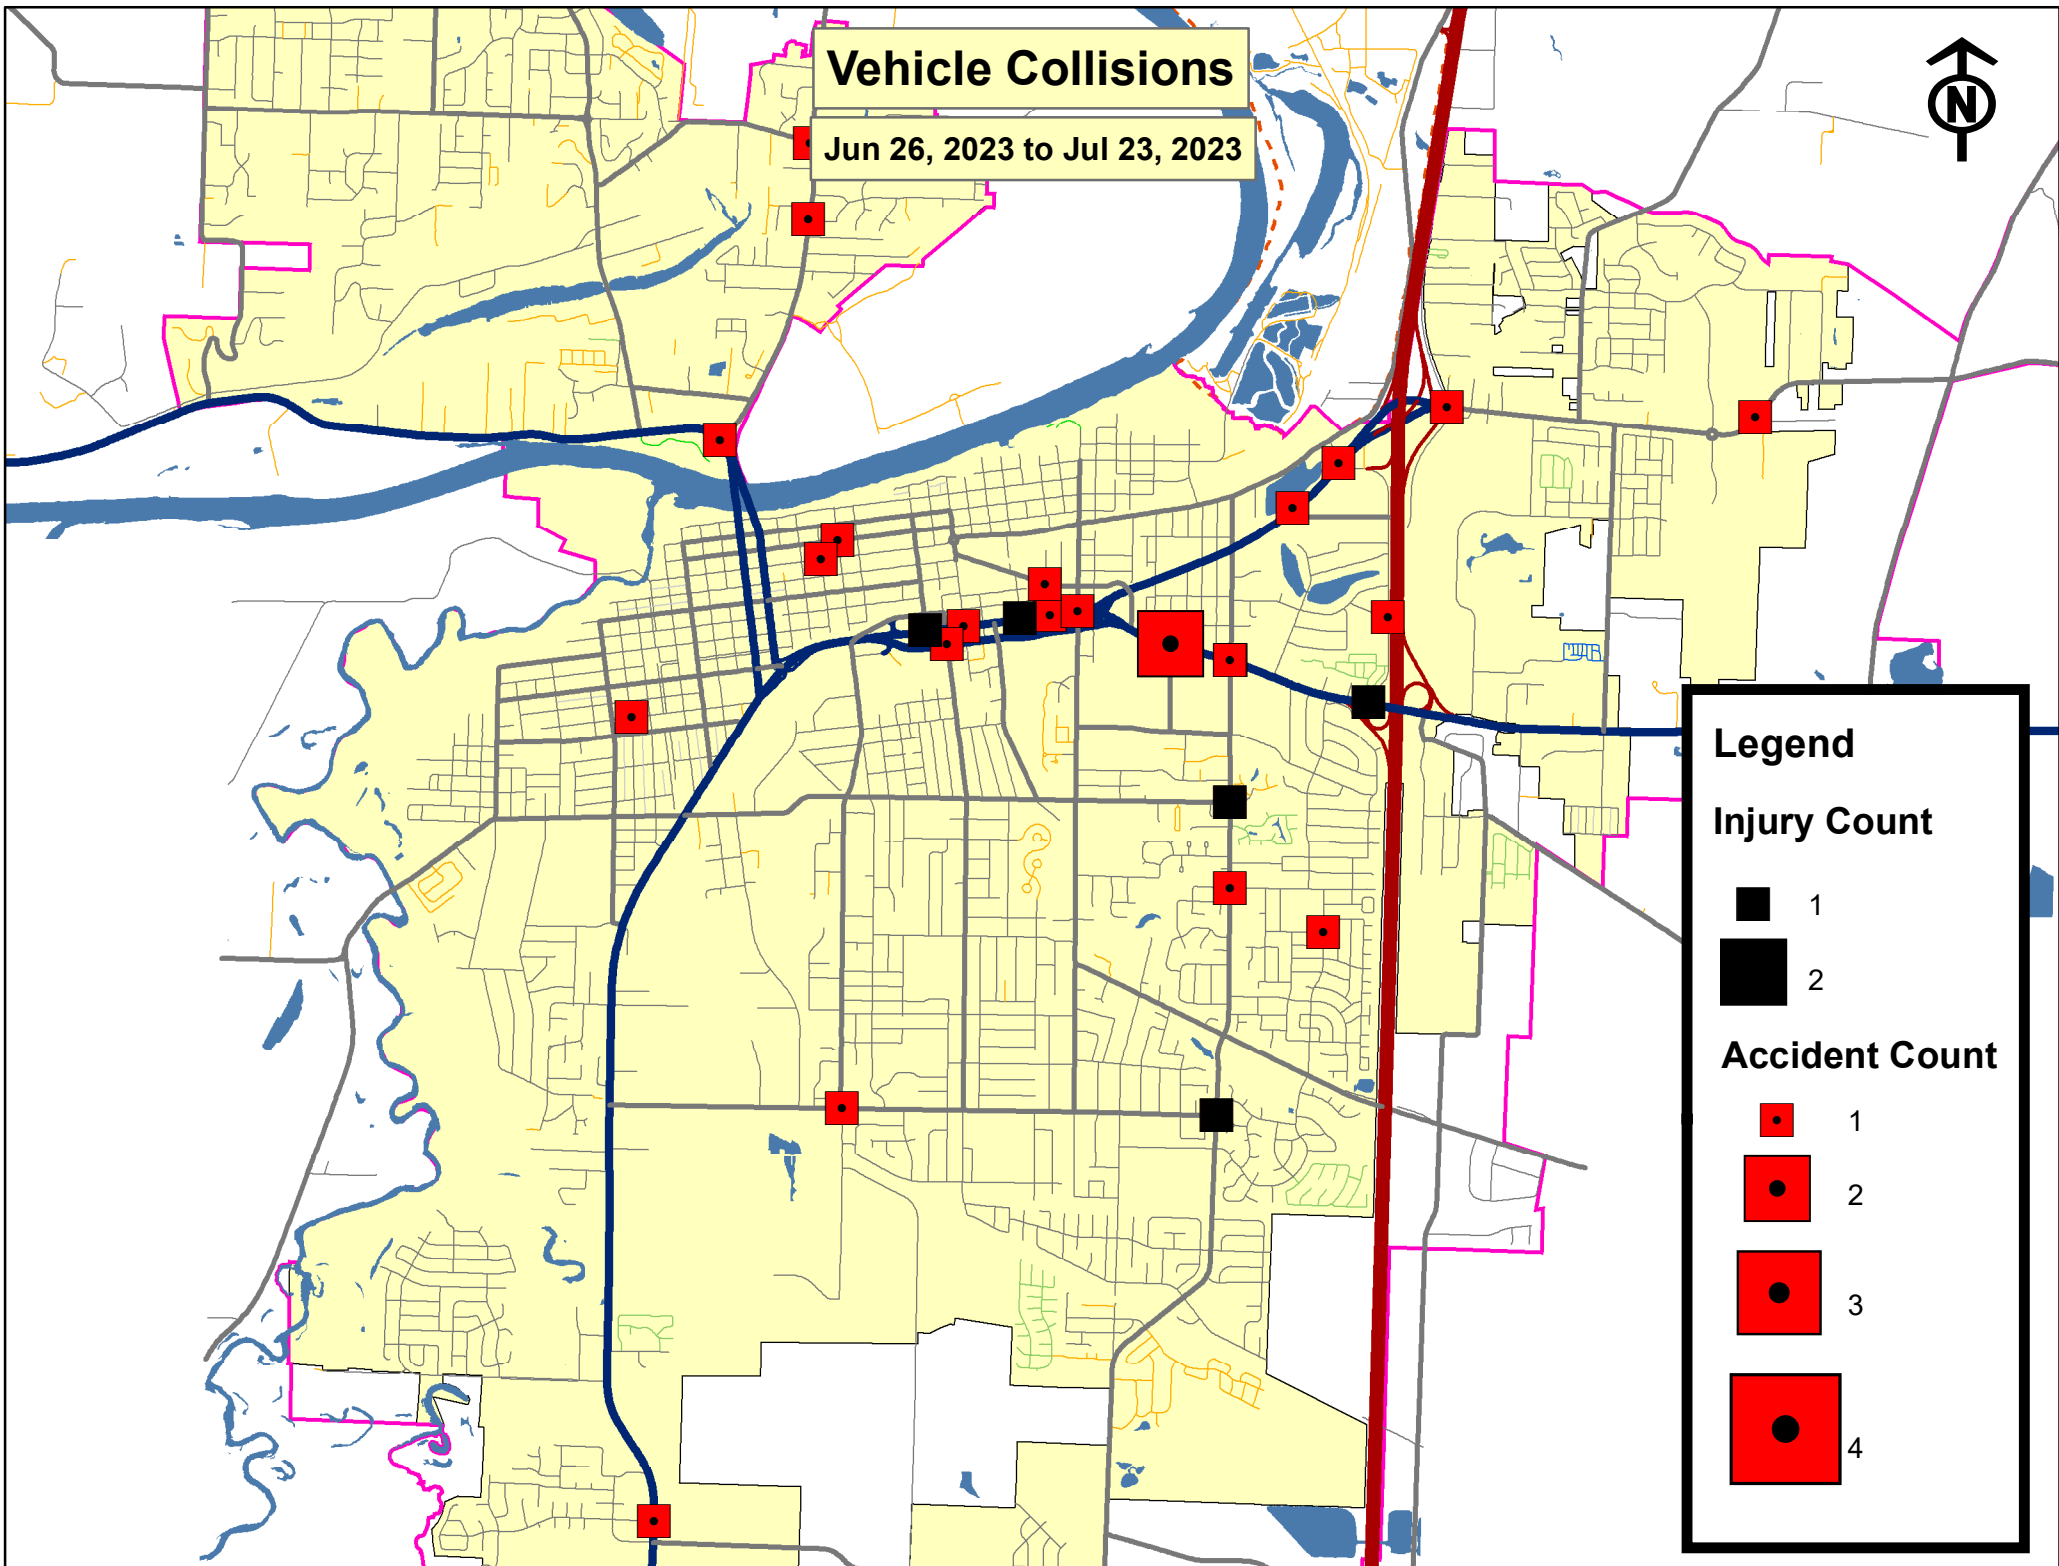 Vehicle Collisions
Jun 26, 2023 to Jul 23, 2023
N
Legend
Injury Count
1
2
Accident Count
1
2
3
4